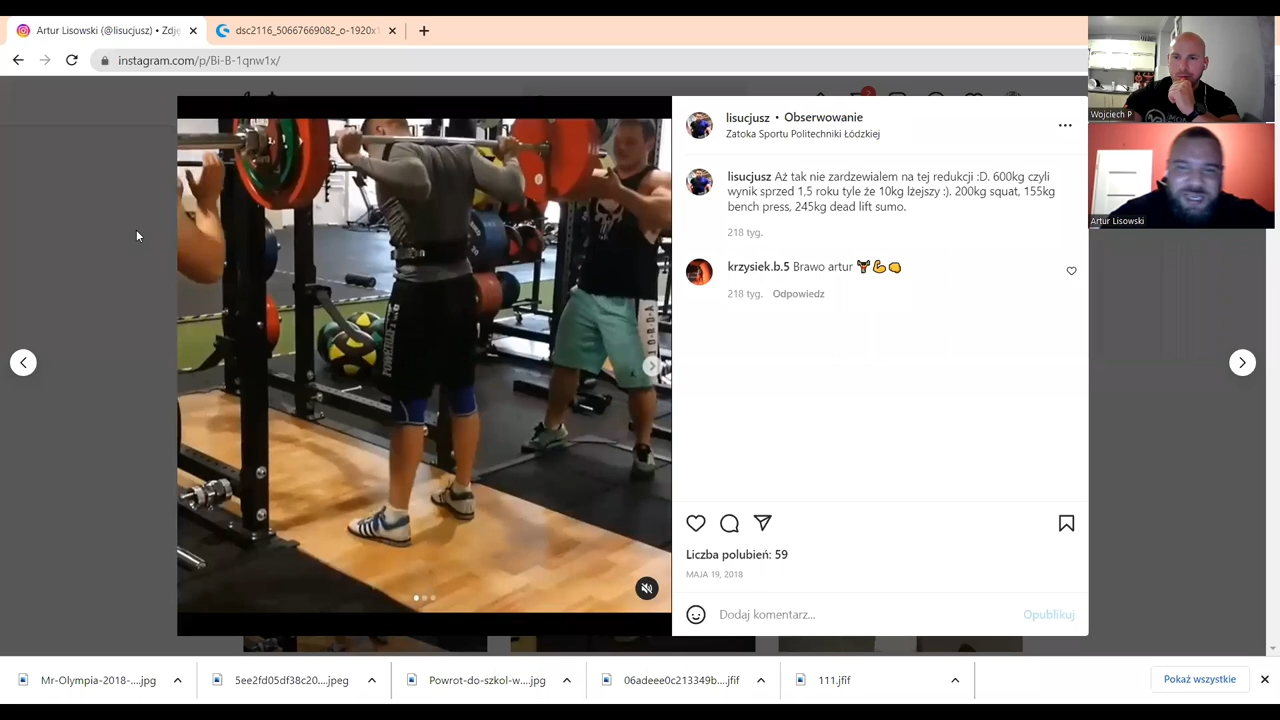 Artur Lisowski (@lisucjusz) • Zdję
dsc2116_50667669082_o-1920x1
instagram.com/p/Bi-B-1qnw1x/
Wojciech P
Artur Lisowski
lisucjusz • Obserwowanie
Zatoka Sportu Politechniki Łódzkiej
lisucjusz Aż tak nie zardzewialem na tej redukcji :D. 600kg czyli
wynik sprzed 1,5 roku tyle że 10kg lżejszy :). 200kg squat, 155kg
bench press, 245kg dead lift sumo.
218 tyg.
krzysiek.b.5 Brawo artur
218 tyg. Odpowiedz
POWERLIFTING
Liczba polubień: 59
MAJA 19, 2018
Dodaj komentarz...
Opublikuj
Mr-Olympia-2018-....jpg
5ee2fd05df38c20....jpeg
Powrot-do-szkol-w....jpg
06adeee0c213349b....jfif
111.jfif
Pokaż wszystkie